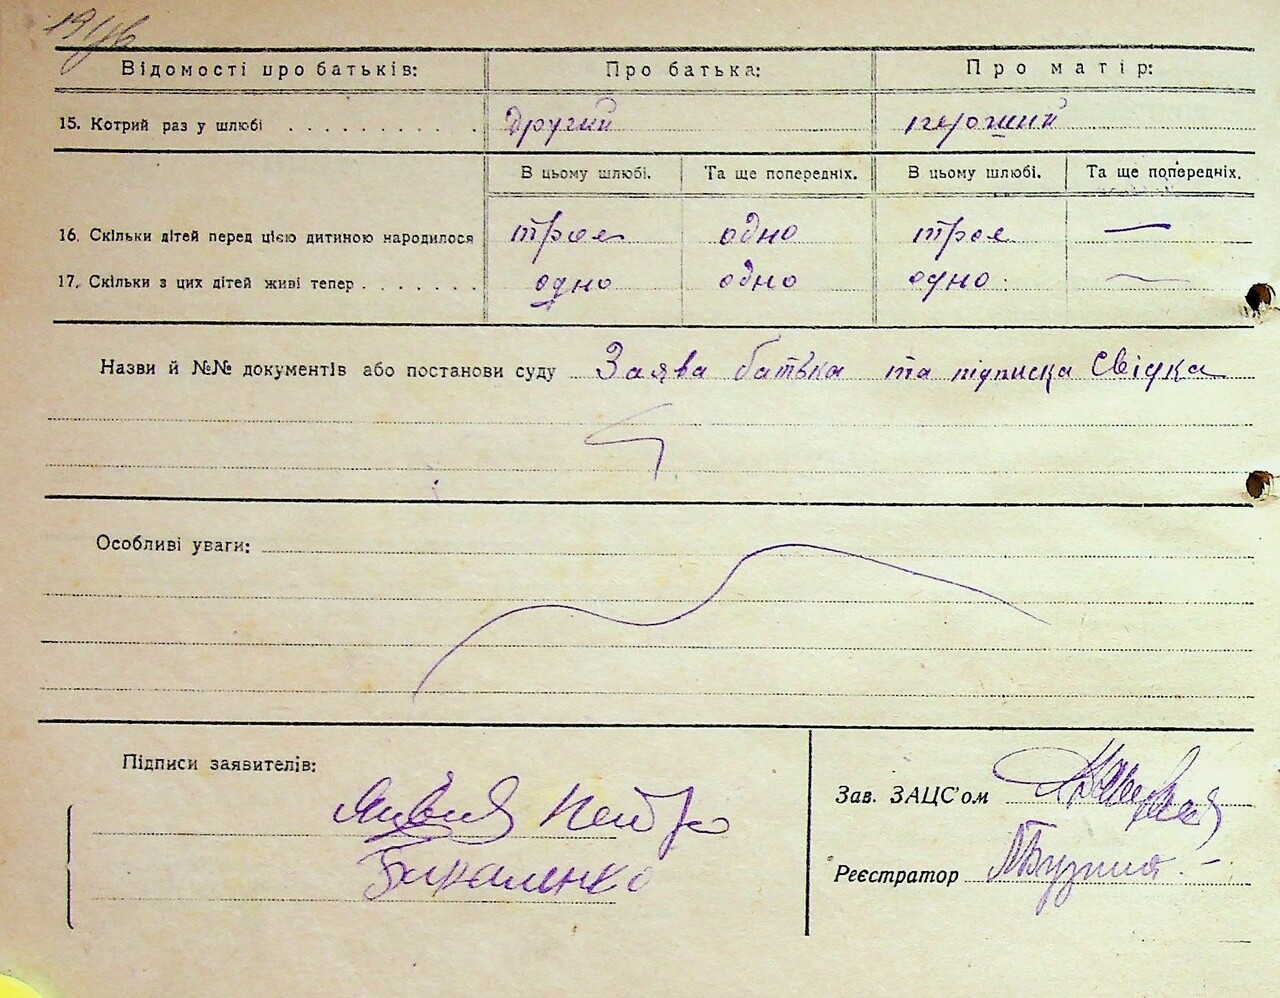 Відомості про батьків: Про батька: Про матір:
15. Котрий раз у шлюбі . . . . . . . . . . . другий перший
В цьому шлюбі. Та ще попередніх. В цьому шлюбі. Та ще попередніх.
16. Скільки дітей перед цією дитиною народилося троє одно троє —
17. Скільки з цих дітей живі тепер . . . . . . . одно одно одно —
Назви й №№ документів або постанови суду Заява батька та підписка свідка
Особливі уваги:
Підписи заявителів:
Зав. ЗАЦС'ом
Реєстратор